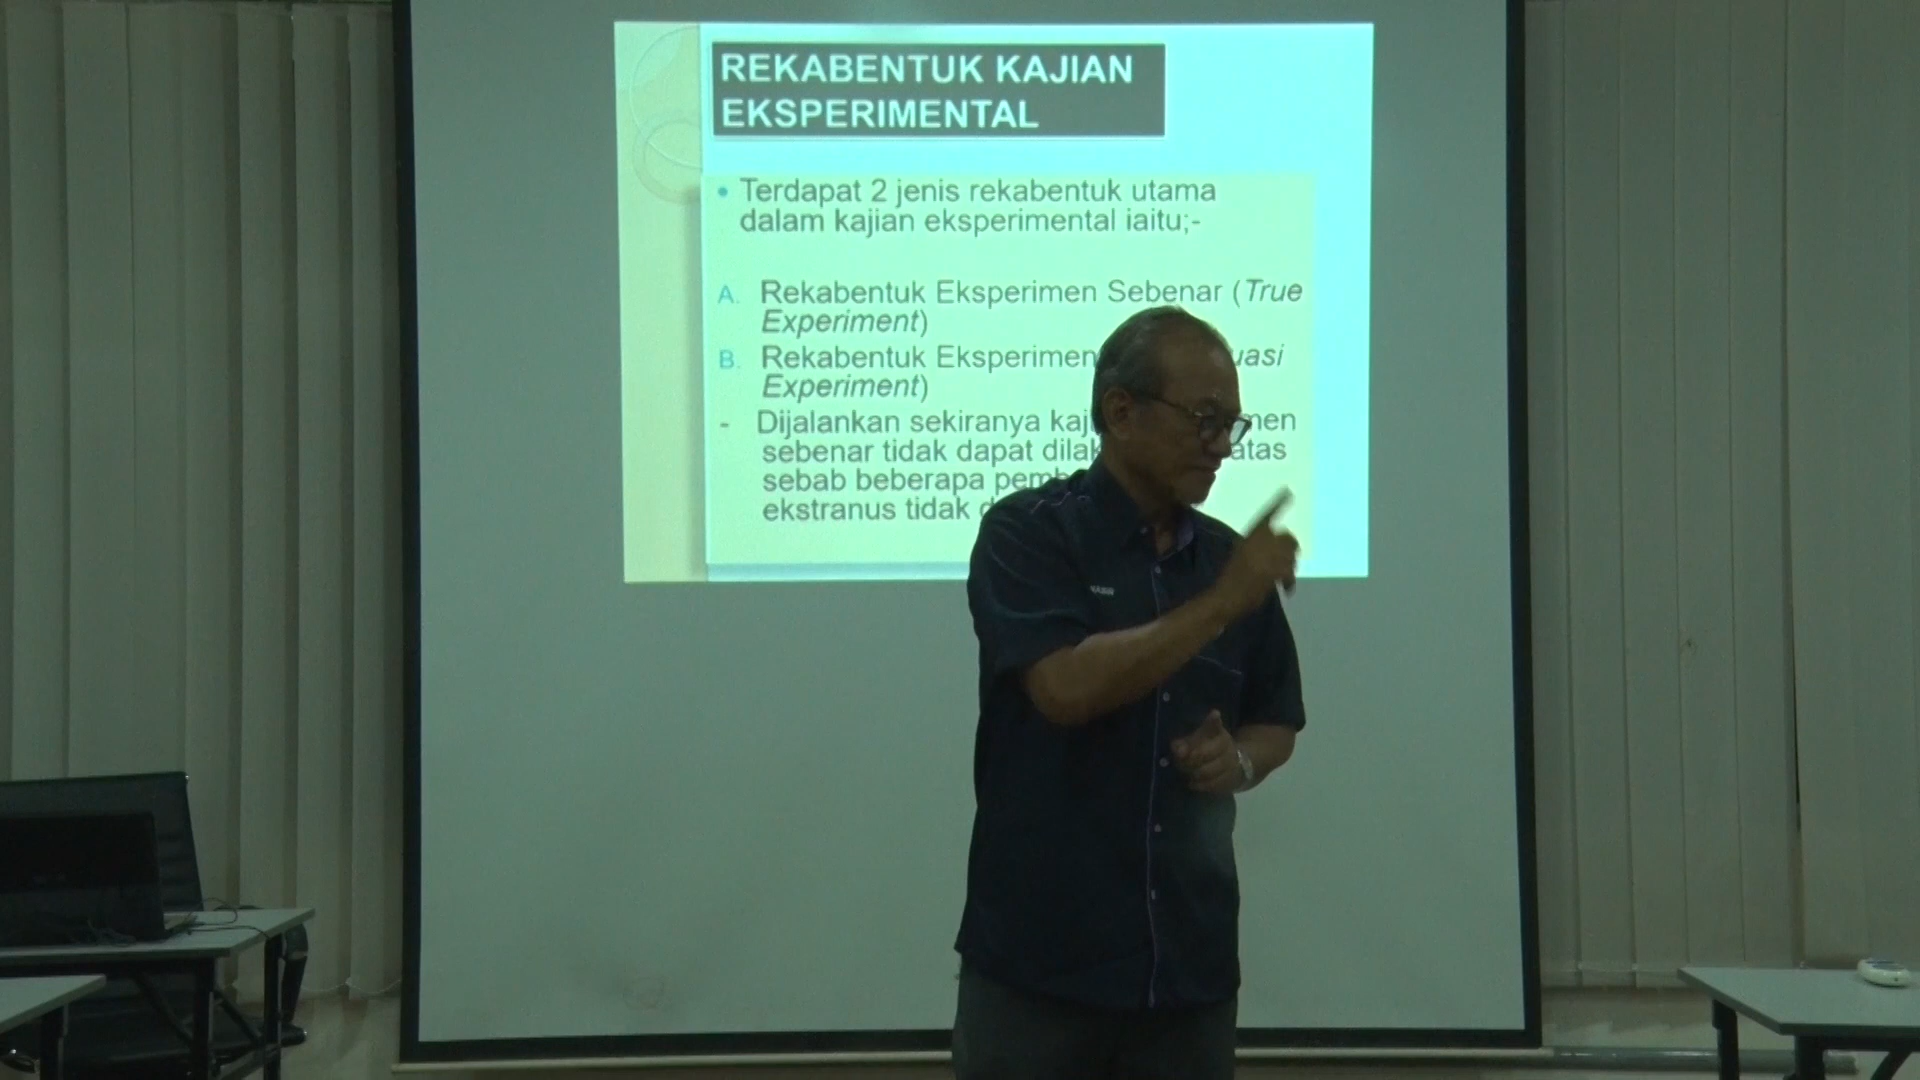 REKABENTUK KAJIAN
EKSPERIMENTAL
• Terdapat 2 jenis rekabentuk utama
dalam kajian eksperimental iaitu;-
A. Rekabentuk Eksperimen Sebenar (True
Experiment)
B. Rekabentuk Eksperimen
Experiment)
- Dijalankan sekiranya
sebenar tidak dapat
sebab beberapa
ekstranus tidak